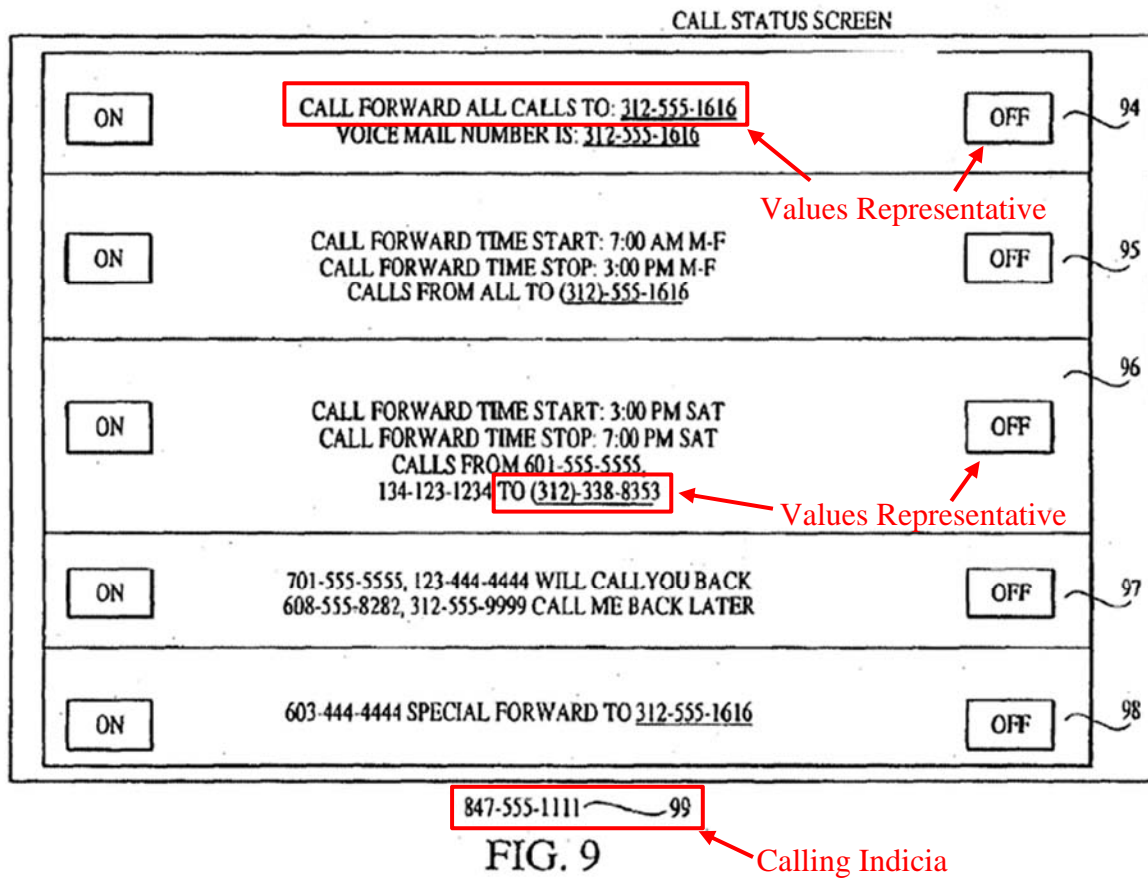 CALL STATUS SCREEN
ON
CALL FORWARD ALL CALLS TO: 312-555-1616
VOICE MAIL NUMBER IS: 312-555-1616
OFF
94
Values Representative
ON
CALL FORWARD TIME START: 7:00 AM M-F
CALL FORWARD TIME STOP: 3:00 PM M-F
CALLS FROM ALL TO (312)-555-1616
OFF
95
96
ON
CALL FORWARD TIME START: 3:00 PM SAT
CALL FORWARD TIME STOP: 7:00 PM SAT
CALLS FROM 601-555-5555,
134-123-1234 TO (312)-338-8353
OFF
Values Representative
ON
701-555-5555, 123-444-4444 WILL CALL YOU BACK
608-555-8282, 312-555-9999 CALL ME BACK LATER
OFF
97
ON
603-444-4444 SPECIAL FORWARD TO 312-555-1616
OFF
98
847-555-1111 99
FIG. 9
Calling Indicia